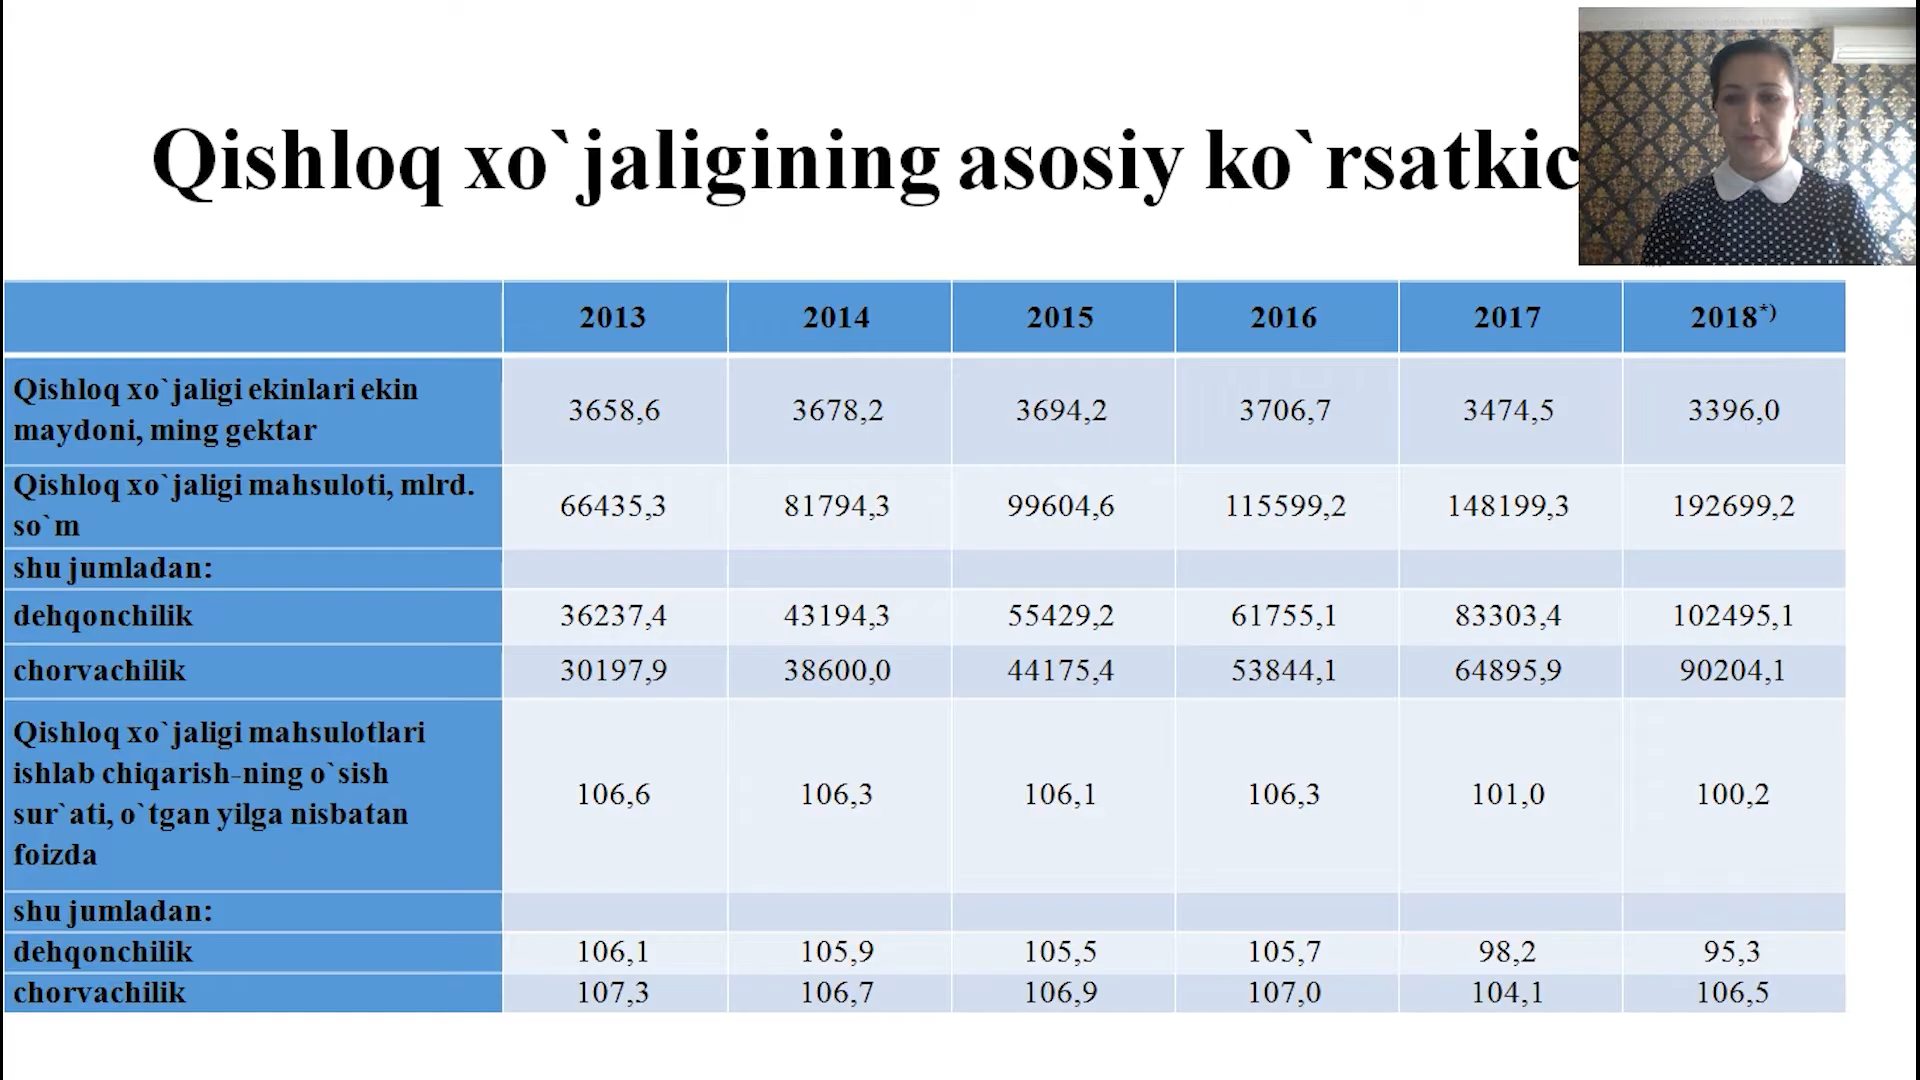 Qishloq xo`jaligining asosiy ko`rsatkic
2013 2014 2015 2016 2017 2018*)
Qishloq xo`jaligi ekinlari ekin
maydoni, ming gektar
3658,6 3678,2 3694,2 3706,7 3474,5 3396,0
Qishloq xo`jaligi mahsuloti, mlrd.
so`m
66435,3 81794,3 99604,6 115599,2 148199,3 192699,2
shu jumladan:
dehqonchilik 36237,4 43194,3 55429,2 61755,1 83303,4 102495,1
chorvachilik 30197,9 38600,0 44175,4 53844,1 64895,9 90204,1
Qishloq xo`jaligi mahsulotlari
ishlab chiqarish-ning o`sish
sur`ati, o`tgan yilga nisbatan
foizda
106,6 106,3 106,1 106,3 101,0 100,2
shu jumladan:
dehqonchilik 106,1 105,9 105,5 105,7 98,2 95,3
chorvachilik 107,3 106,7 106,9 107,0 104,1 106,5